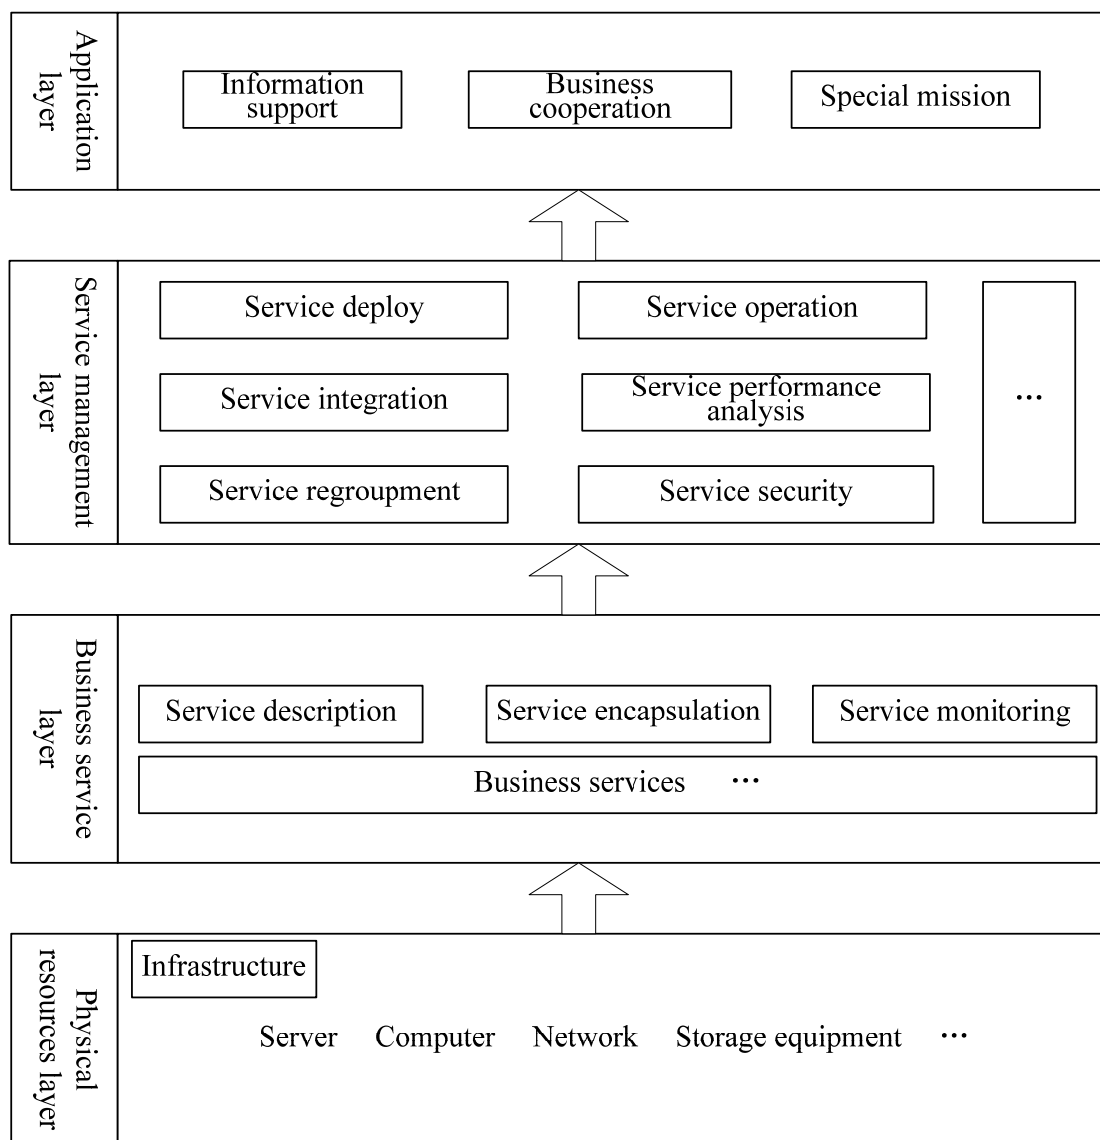 Application
layer
Information
support
Business
cooperation
Special mission
Service management
layer
Service deploy
Service operation
Service integration
Service performance
analysis
...
Service regroupment
Service security
Business service
layer
Service description
Service encapsulation
Service monitoring
Business services ...
Physical
resources layer
Infrastructure
Server Computer Network Storage equipment ...